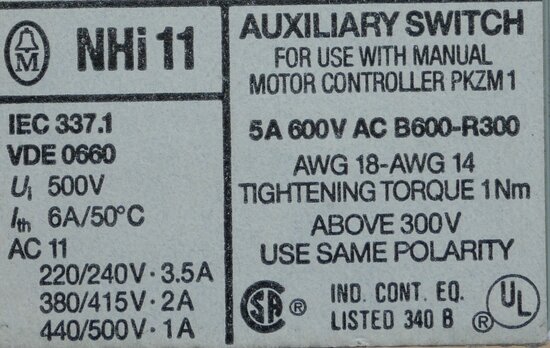 M
NHi 11
IEC 337.1
VDE 0660
Ui 500V
Ith 6A/50°C
AC 11
220/240V·3.5A
380/415V·2A
440/500V·1A
AUXILIARY SWITCH
FOR USE WITH MANUAL
MOTOR CONTROLLER PKZM1
5A 600V AC B600-R300
AWG 18-AWG 14
TIGHTENING TORQUE 1Nm
ABOVE 300V
USE SAME POLARITY
SA ® IND. CONT. EQ. UL
LISTED 340 B ®